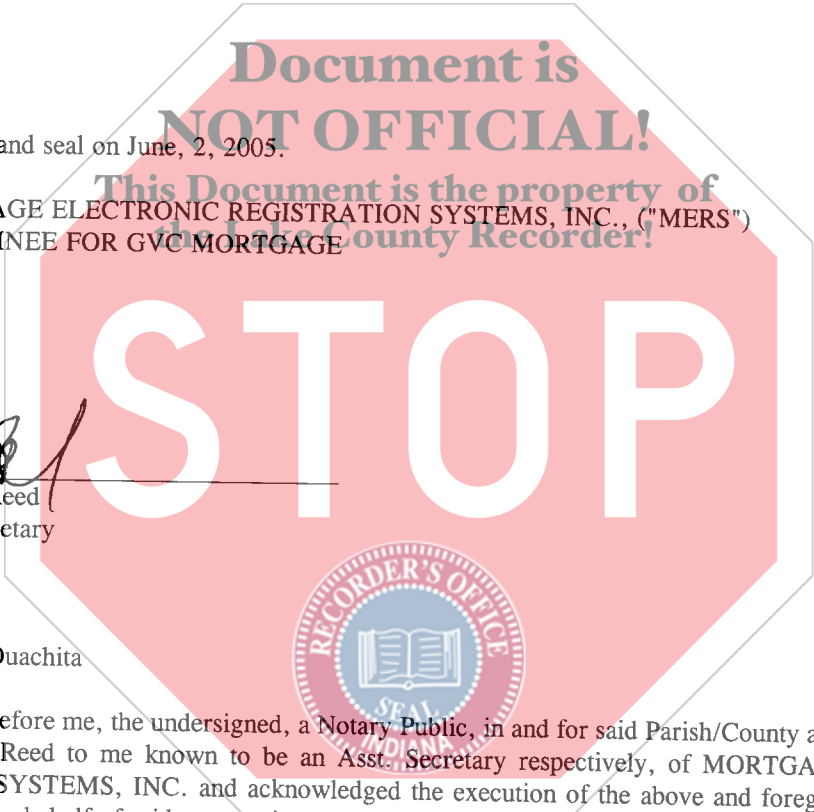 Document is
NOT OFFICIAL!
and seal on June, 2, 2005.
This Document is the property of
AGE ELECTRONIC REGISTRATION SYSTEMS, INC., ("MERS")
the Lake County Recorder!
INEE FOR GVC MORTGAGE
STOP
eed
etary
RECORDER'S OFFICE
SEAL
INDIANA
Ouachita
efore me, the undersigned, a Notary Public, in and for said Parish/County a
Reed to me known to be an Asst. Secretary respectively, of MORTGA
SYSTEMS, INC. and acknowledged the execution of the above and foreg